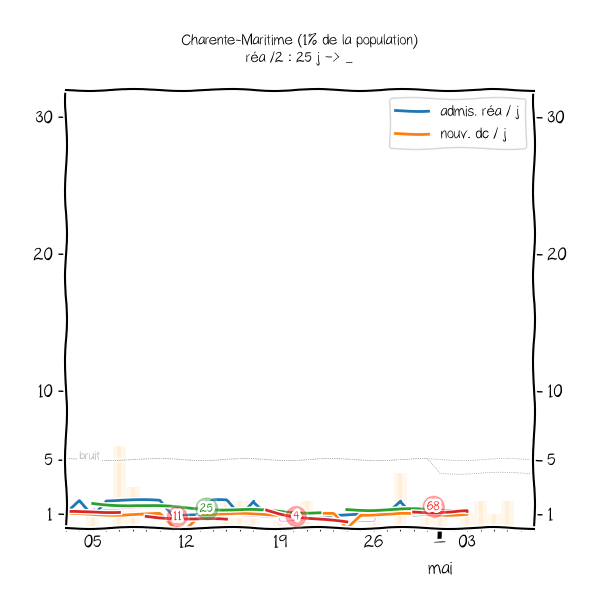 Charente-Maritime (1% de la population)
réa /2 : 25 j -> _
admis. réa / j
nouv. dc / j
30 30
20 20
10 10
5 bruit 5
25
68
11 4
1 1
05 12 19 26 03
mai